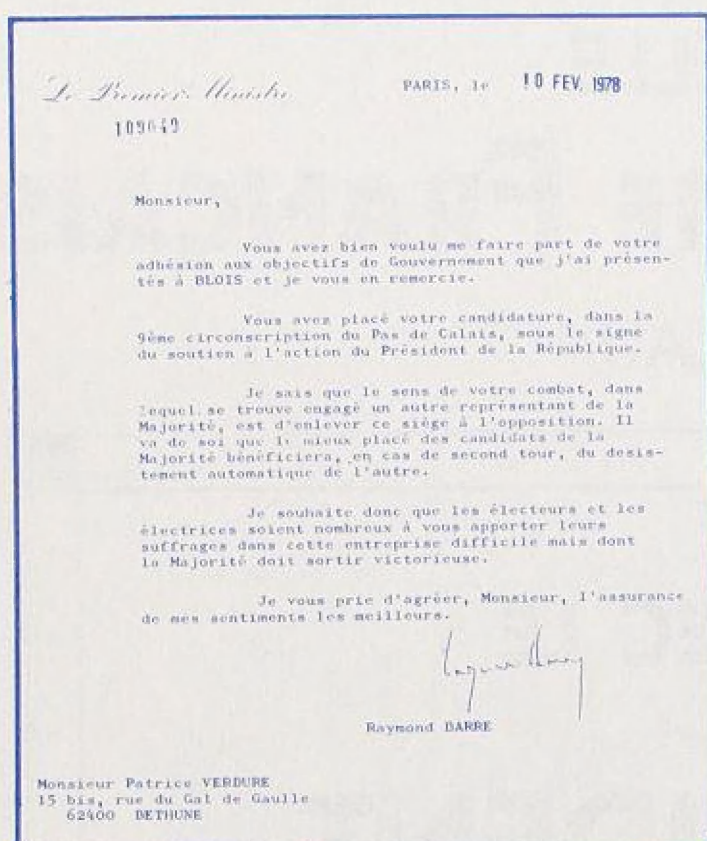 Le Premier Ministre
PARIS, le 10 FEV. 1978
109649
Monsieur,
Vous avez bien voulu me faire part de votre
adhésion aux objectifs de Gouvernement que j'ai présen-
tés à BLOIS et je vous en remercie.
Vous avez placé votre candidature, dans la
9ème circonscription du Pas de Calais, sous le signe
du soutien à l'action du Président de la République.
Je sais que le sens de votre combat, dans
lequel se trouve engagé un autre représentant de la
Majorité, est d'enlever ce siège à l'opposition. Il
va de soi que le mieux placé des candidats de la
Majorité bénéficiera, en cas de second tour, du desis-
tement automatique de l'autre.
Je souhaite donc que les électeurs et les
électrices soient nombreux à vous apporter leurs
suffrages dans cette entreprise difficile mais dont
la Majorité doit sortir victorieuse.
Je vous prie d'agréer, Monsieur, l'assurance
de mes sentiments les meilleurs.
Raymond BARRE
Monsieur Patrice VERDURE
15 bis, rue du Gal de Gaulle
62400 BETHUNE